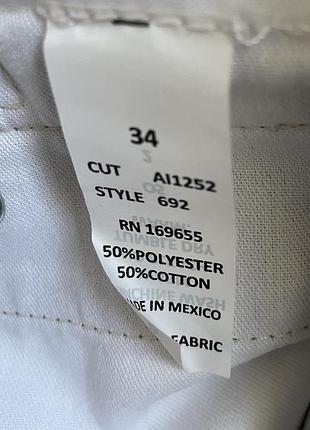 34
CUT AI1252
STYLE 692
RN 169655
50%POLYESTER
50%COTTON
MADE IN MEXICO
FABRIC